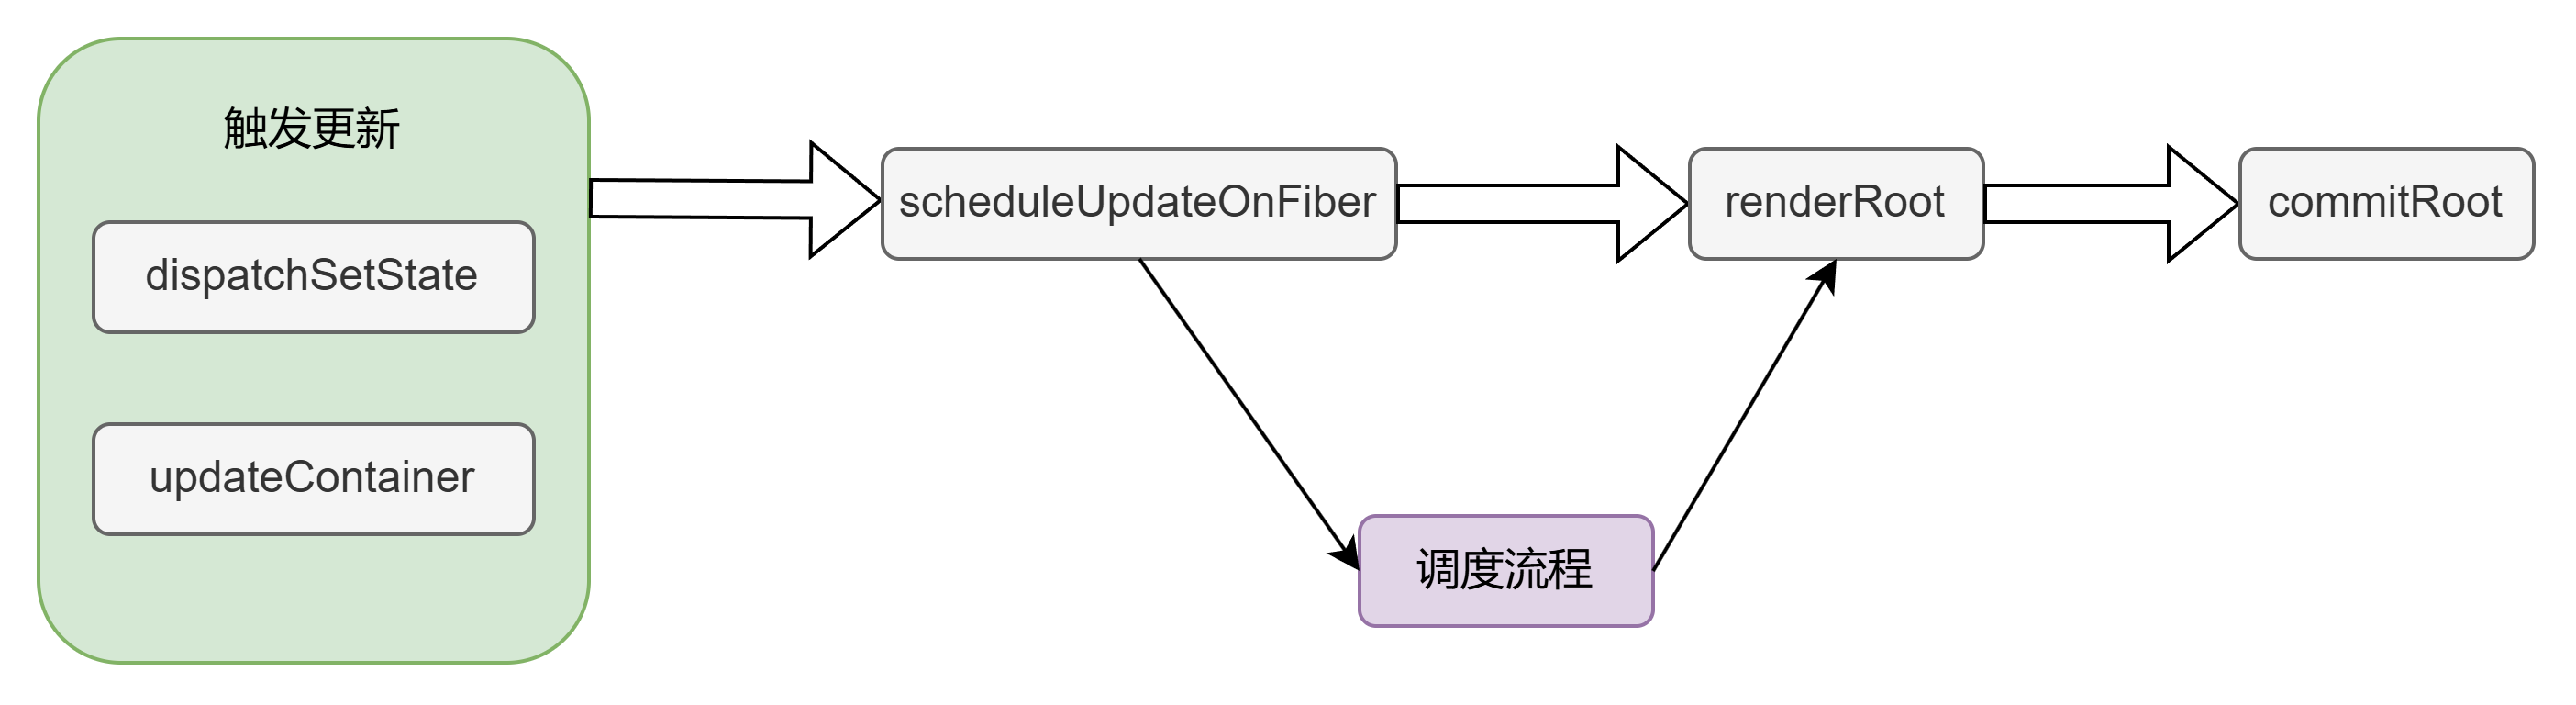 触发更新
dispatchSetState
updateContainer
scheduleUpdateOnFiber
renderRoot
commitRoot
调度流程